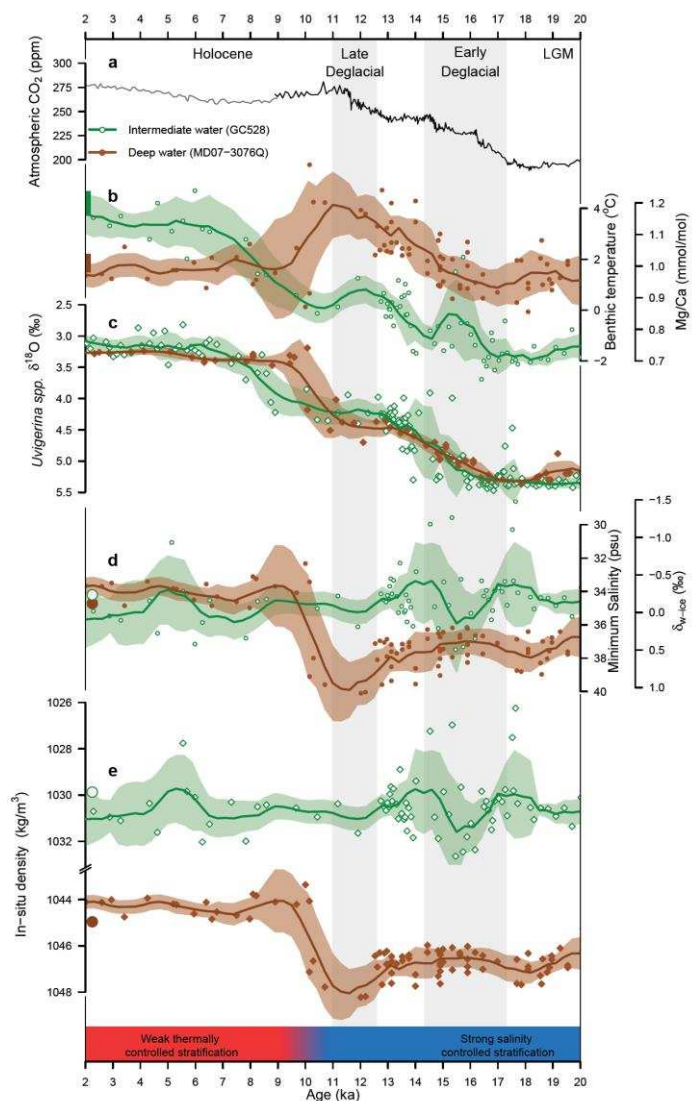 2 3 4 5 6 7 8 9 10 11 12 13 14 15 16 17 18 19 20
Holocene
Late
Deglacial
Early
Deglacial
LGM
a
Atmospheric CO2 (ppm)
300
275
250
225
200
Intermediate water (GC528)
Deep water (MD07-3076Q)
b
Benthic temperature (°C)
4
2
0
−2
Mg/Ca (mmol/mol)
1.2
1.1
1.0
0.9
0.8
0.7
c
Uvigerina spp. δ18O (‰)
2.5
3.0
3.5
4.0
4.5
5.0
5.5
d
Minimum Salinity (psu)
30
32
34
36
38
40
δw-ice (‰)
−1.5
−1.0
−0.5
0.0
0.5
1.0
e
In-situ density (kg/m3)
1026
1028
1030
1032
1044
1046
1048
Weak thermally
controlled stratification
Strong salinity
controlled stratification
2 3 4 5 6 7 8 9 10 11 12 13 14 15 16 17 18 19 20
Age (ka)